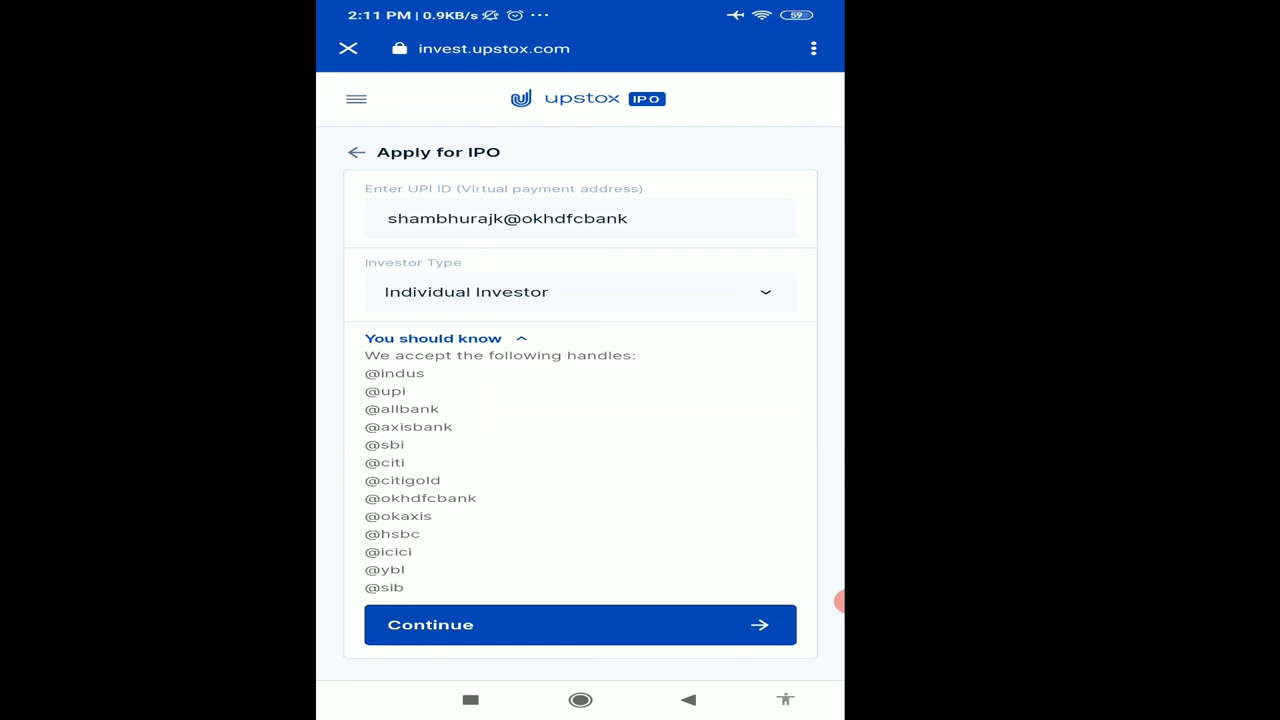 2:11 PM | 0.9KB/s ...
59
invest.upstox.com
upstox IPO
Apply for IPO
Enter UPI ID (Virtual payment address)
shambhurajk@okhdfcbank
Investor Type
Individual Investor
You should know
We accept the following handles:
@indus
@upi
@allbank
@axisbank
@sbi
@citi
@citigold
@okhdfcbank
@okaxis
@hsbc
@icici
@ybl
@sib
Continue